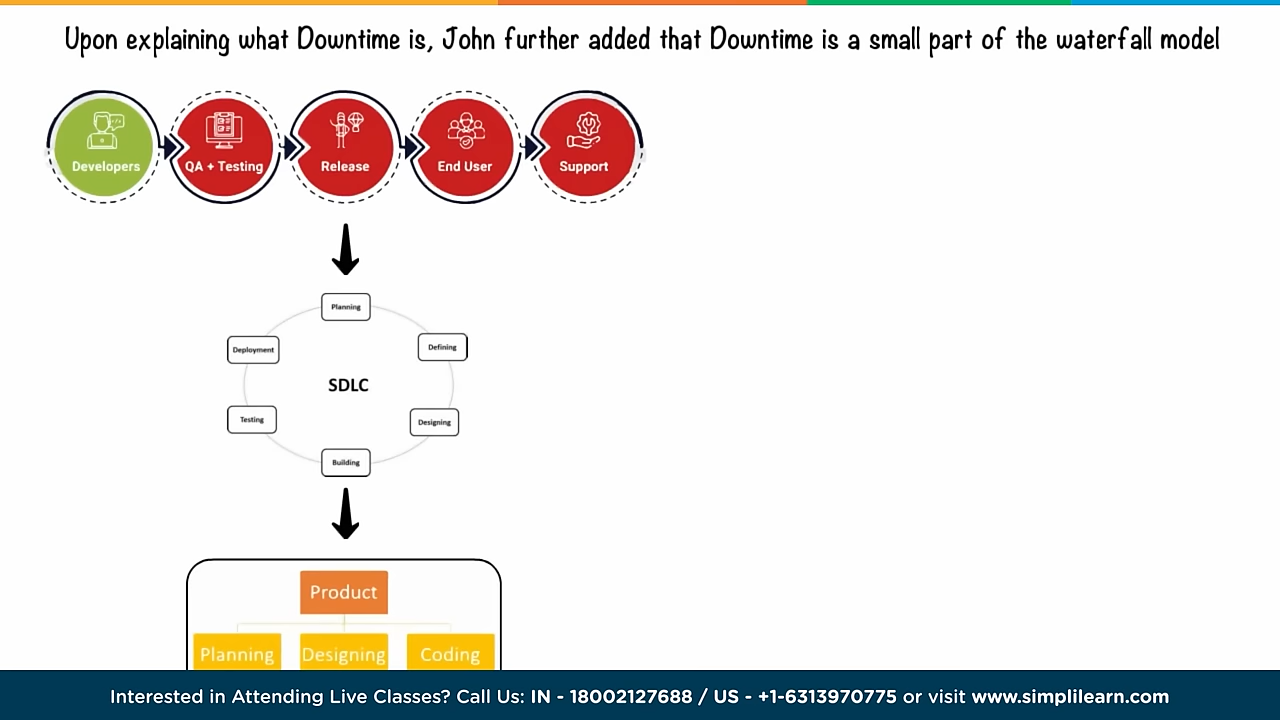 Upon explaining what Downtime is, John further added that Downtime is a small part of the waterfall model
Developers
QA + Testing
Release
End User
Support
Planning
Deployment
Defining
SDLC
Testing
Designing
Building
Product
Planning
Designing
Coding
Interested in Attending Live Classes? Call Us: IN - 18002127688 / US - +1-6313970775 or visit www.simplilearn.com